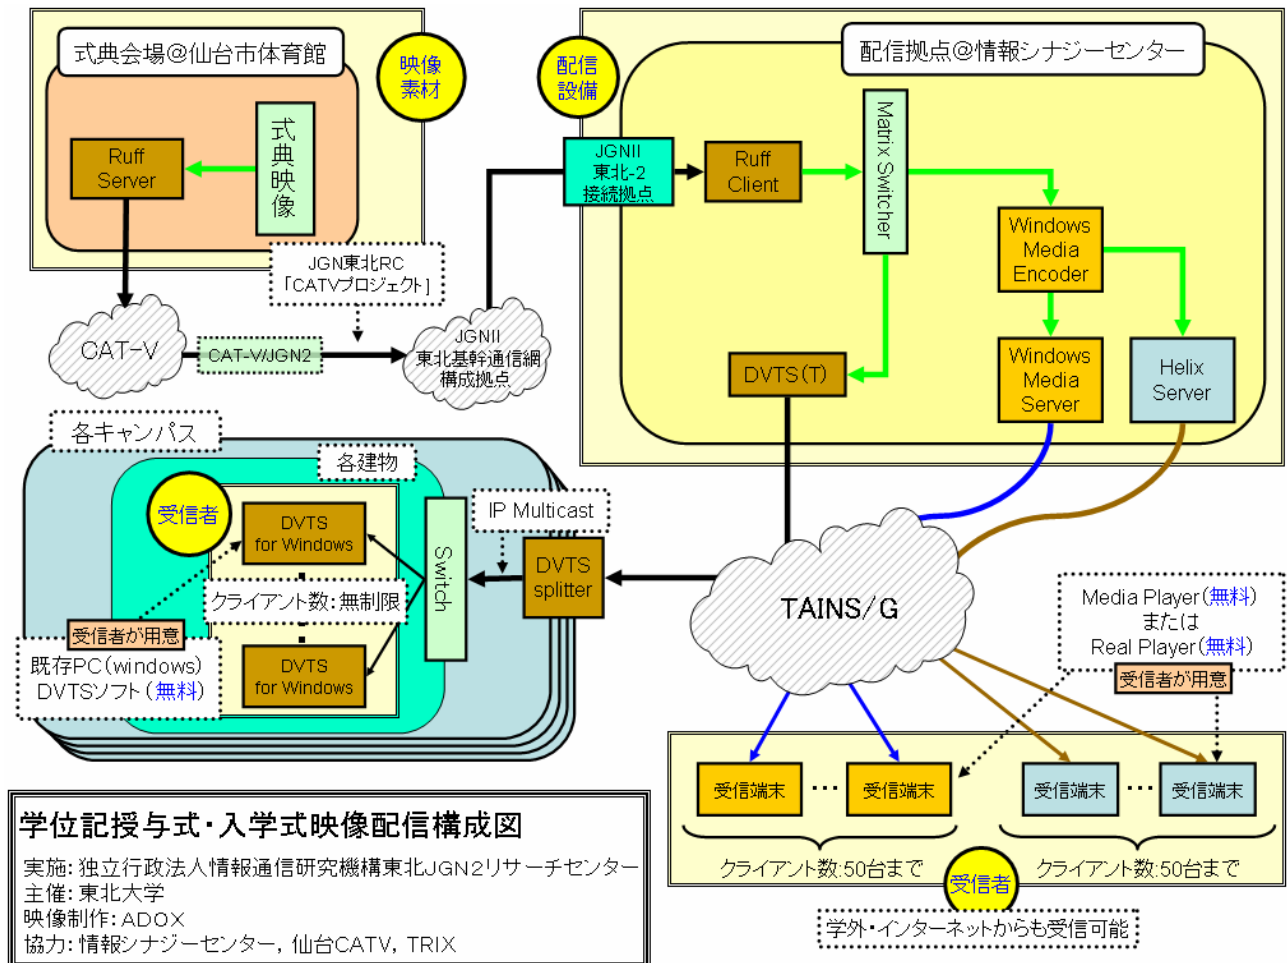 式典会場@仙台市体育館
映像
素材
Ruff
Server
式典映像
JGN東北RC
「CATVプロジェクト]
CAT-V
CAT-V/JGN2
JGNII
東北基幹通信網
構成拠点
配信
設備
配信拠点@情報シナジーセンター
JGNII
東北-2
接続拠点
Ruff
Client
Matrix Switcher
Windows
Media
Encoder
DVTS(T)
Windows
Media
Server
Helix
Server
各キャンパス
各建物
受信者
DVTS
for Windows
IP Multicast
Switch
DVTS
splitter
クライアント数:無制限
受信者が用意
既存PC(windows)
DVTSソフト(無料)
DVTS
for Windows
TAINS/G
Media Player(無料)
または
Real Player(無料)
受信者が用意
受信端末
…
受信端末
受信端末
…
受信端末
クライアント数:50台まで
クライアント数:50台まで
受信者
学外・インターネットからも受信可能
学位記授与式・入学式映像配信構成図
実施:独立行政法人情報通信研究機構東北JGN2リサーチセンター
主催:東北大学
映像制作:ADOX
協力:情報シナジーセンター, 仙台CATV, TRIX